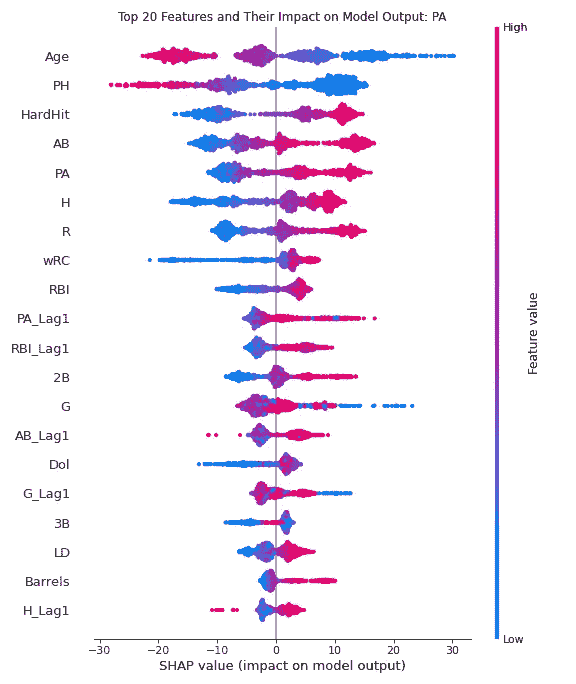 Top 20 Features and Their Impact on Model Output: PA
High
Age
PH
HardHit
AB
PA
H
R
wRC
RBI
PA_Lag1
RBI_Lag1
2B
G
AB_Lag1
Dol
G_Lag1
3B
LD
Barrels
H_Lag1
Feature value
Low
−30 −20 −10 0 10 20 30
SHAP value (impact on model output)